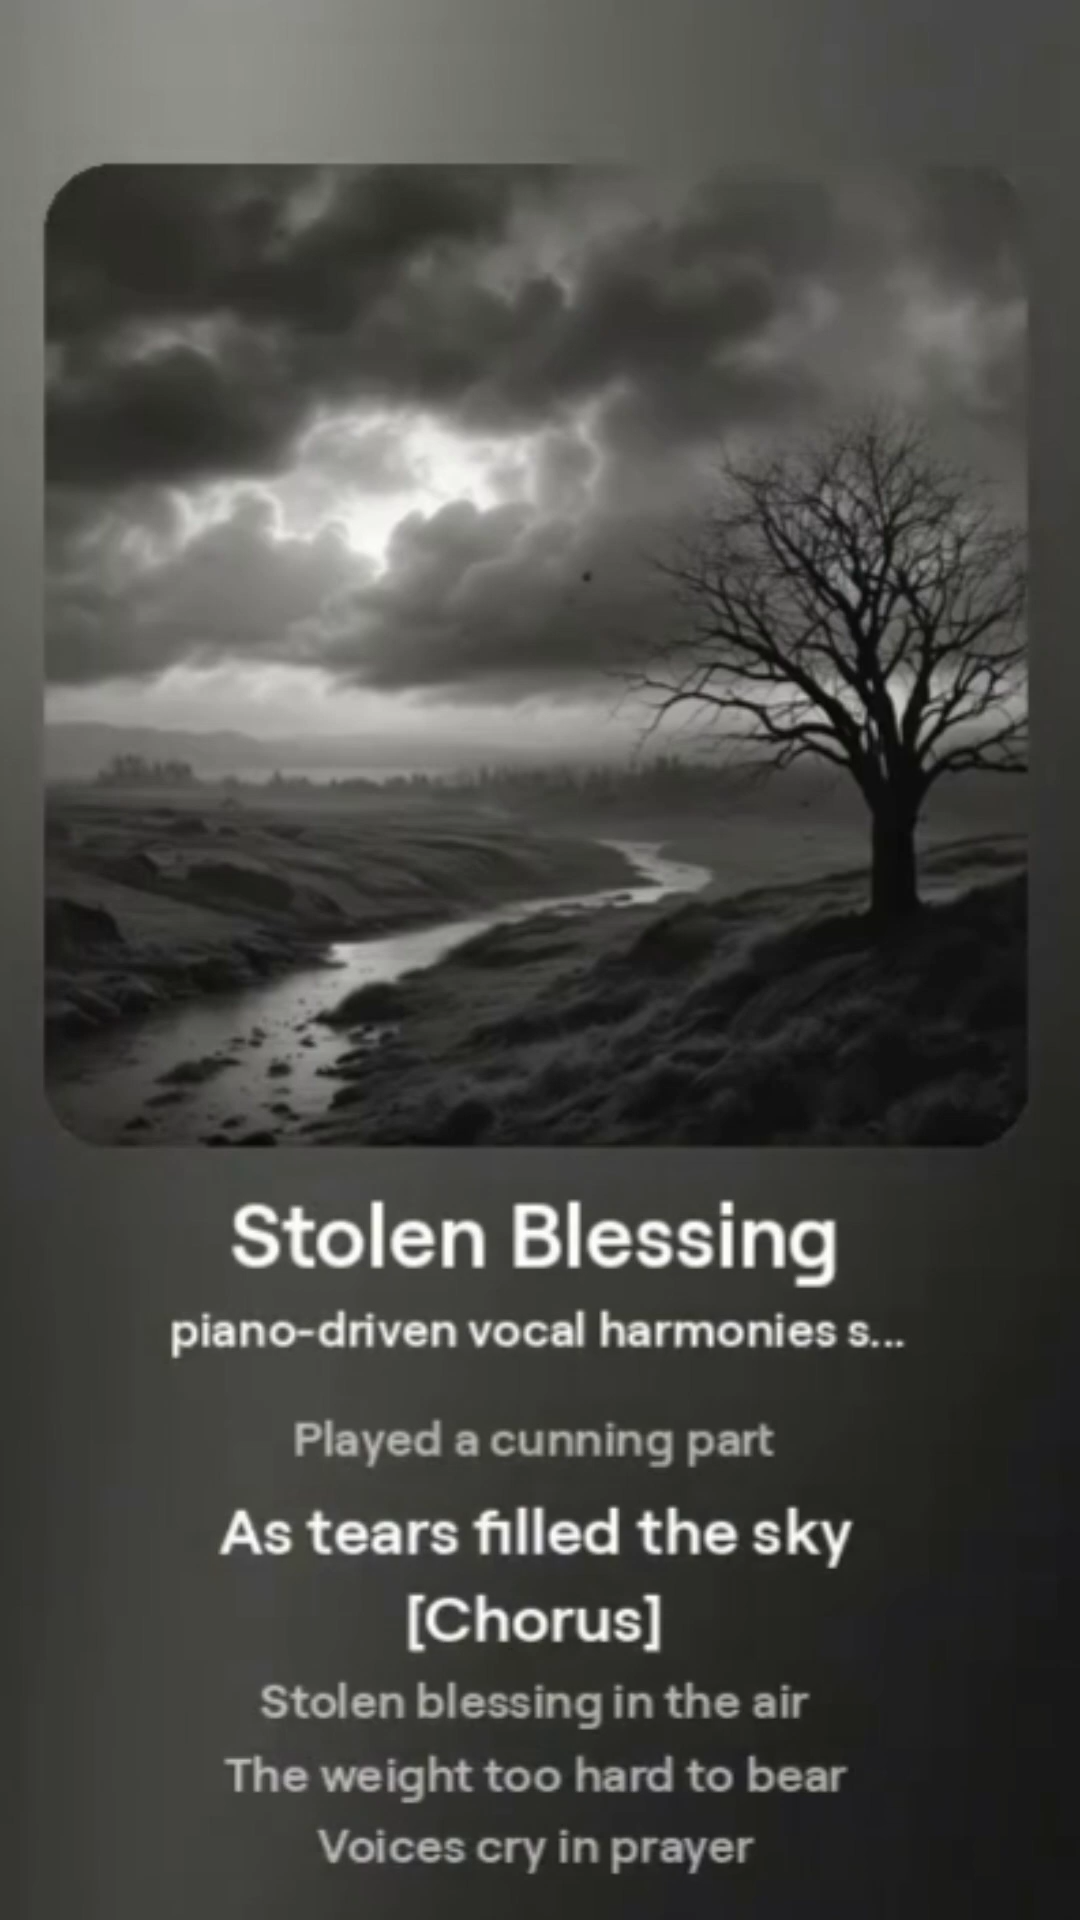 Stolen Blessing
piano-driven vocal harmonies s...
Played a cunning part
As tears filled the sky
[Chorus]
Stolen blessing in the air
The weight too hard to bear
Voices cry in prayer